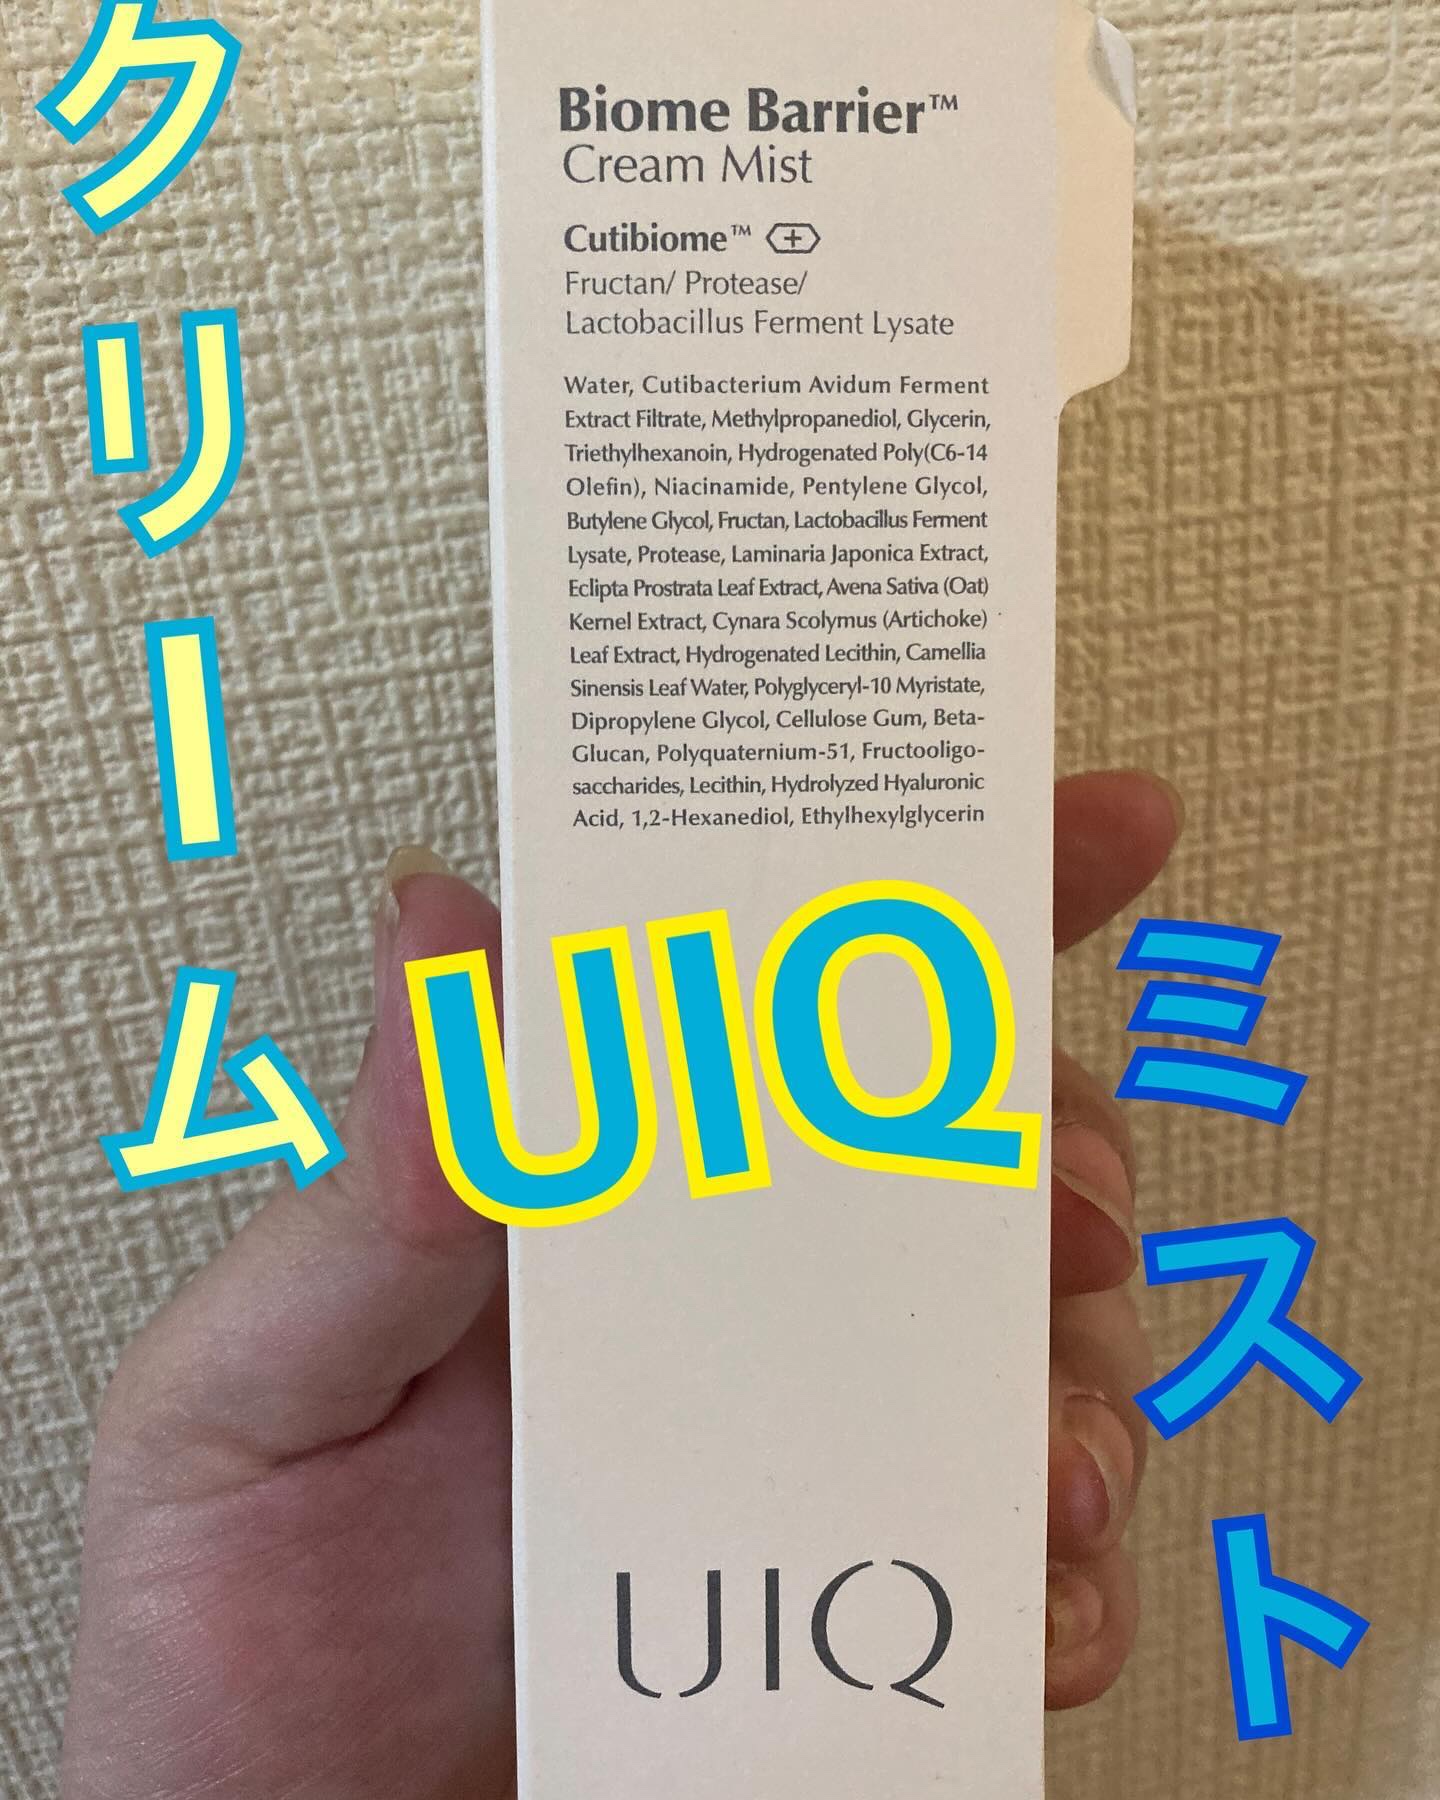 クリーム
Biome Barrier™
Cream Mist
Cutibiome™ +
Fructan/ Protease/
Lactobacillus Ferment Lysate
Water, Cutibacterium Avidum Ferment
Extract Filtrate, Methylpropanediol, Glycerin,
Triethylhexanoin, Hydrogenated Poly(C6-14
Olefin), Niacinamide, Pentylene Glycol,
Butylene Glycol, Fructan, Lactobacillus Ferment
Lysate, Protease, Laminaria Japonica Extract,
Eclipta Prostrata Leaf Extract, Avena Sativa (Oat)
Kernel Extract, Cynara Scolymus (Artichoke)
Leaf Extract, Hydrogenated Lecithin, Camellia
Sinensis Leaf Water, Polyglyceryl-10 Myristate,
Dipropylene Glycol, Cellulose Gum, Beta-
Glucan, Polyquaternium-51, Fructooligo-
saccharides, Lecithin, Hydrolyzed Hyaluronic
Acid, 1,2-Hexanediol, Ethylhexylglycerin
UIQ
ミスト
UIQ